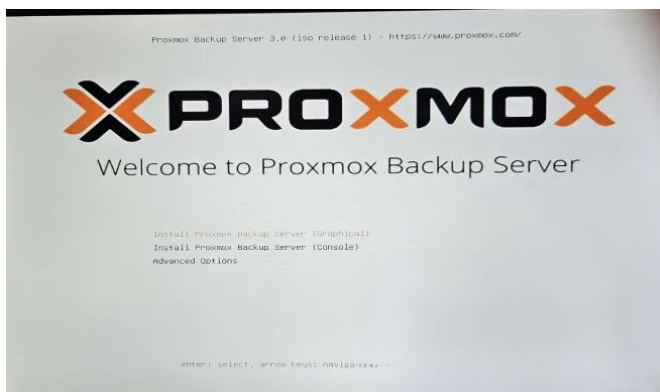 Proxmox Backup Server 3.0 (iso release 1) - https://www.proxmox.com/
PROXMOX
Welcome to Proxmox Backup Server
Install Proxmox Backup Server (Graphical)
Install Proxmox Backup Server (Console)
Advanced Options
enter: select, arrow keys: